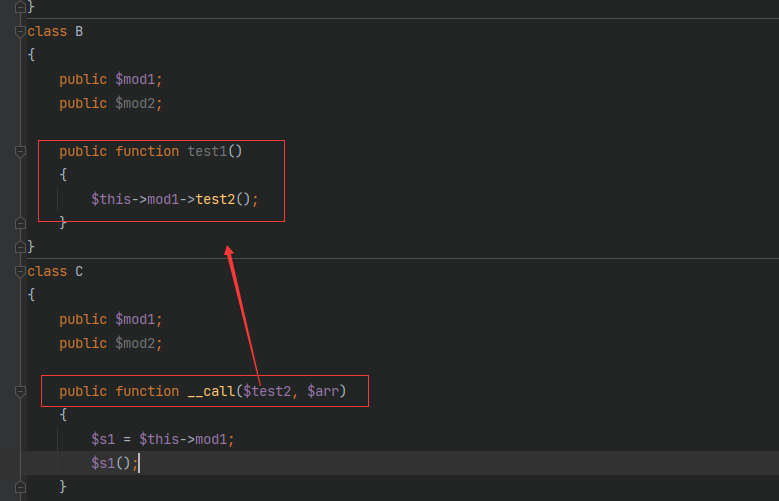 }
class B
{
    public $mod1;
    public $mod2;
    public function test1()
    {
        $this->mod1->test2();
    }
}
class C
{
    public $mod1;
    public $mod2;
    public function __call($test2, $arr)
    {
        $s1 = $this->mod1;
        $s1();
    }